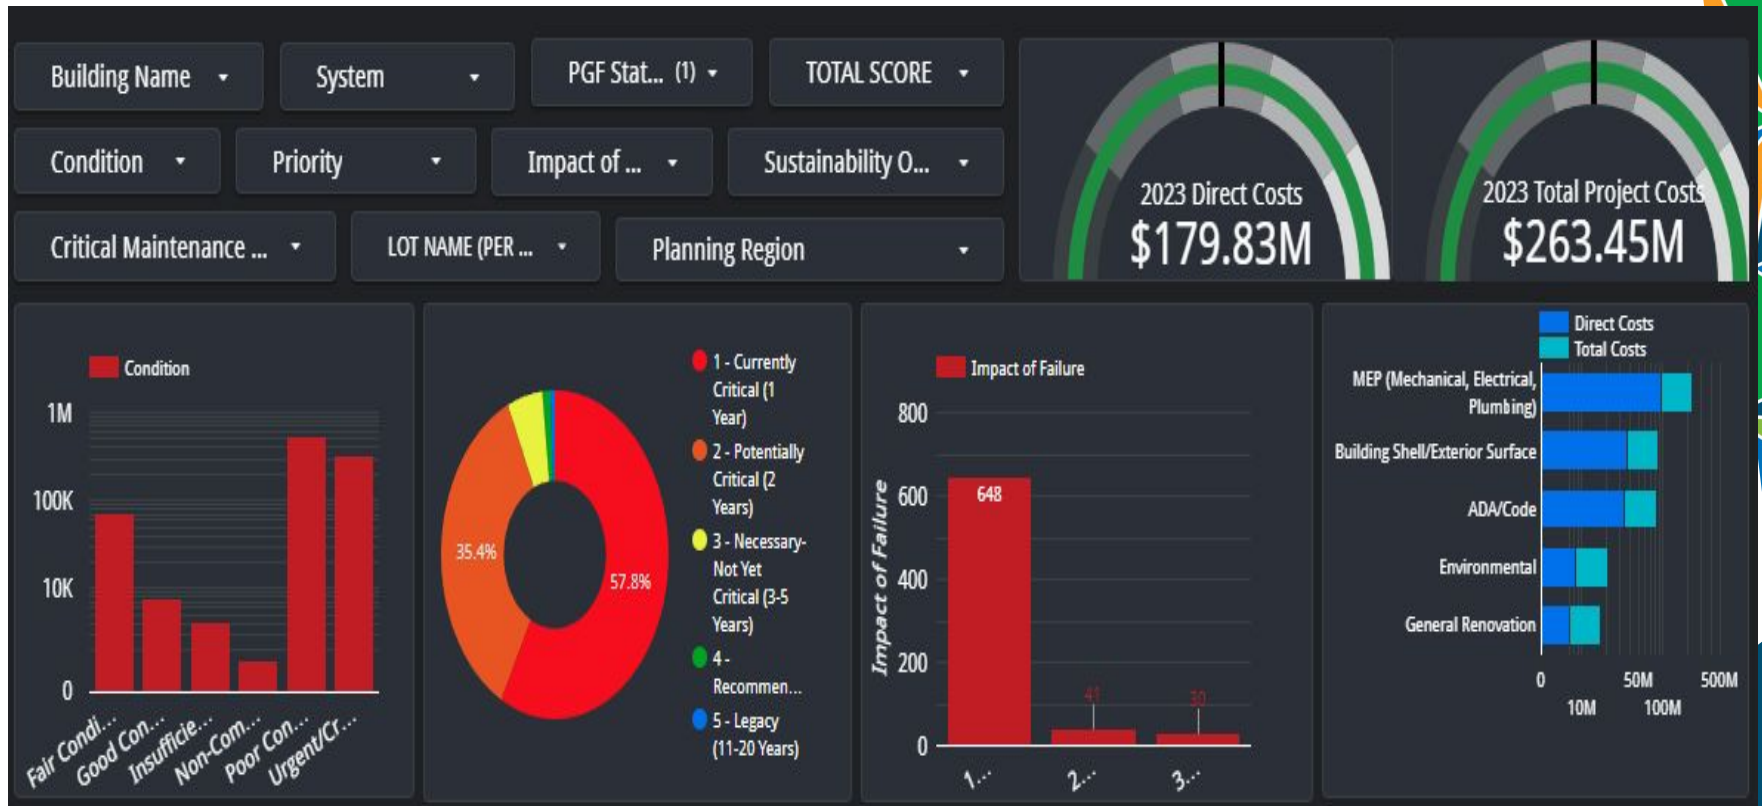 Building Name
System
PGF Stat... (1)
TOTAL SCORE
Condition
Priority
Impact of ...
Sustainability O...
Critical Maintenance ...
LOT NAME (PER ...
Planning Region
2023 Direct Costs
$179.83M
2023 Total Project Costs
$263.45M
Condition
1M
100K
10K
0
Fair Condi...
Good Con...
Insufficie...
Non-Com...
Poor Con...
Urgent/Cr...
35.4%
57.8%
1 - Currently
Critical (1
Year)
2 - Potentially
Critical (2
Years)
3 - Necessary-
Not Yet
Critical (3-5
Years)
4 -
Recommen...
5 - Legacy
(11-20 Years)
Impact of Failure
Impact of Failure
800
600
400
200
0
648
41
30
1...
2...
3...
Direct Costs
Total Costs
MEP (Mechanical, Electrical,
Plumbing)
Building Shell/Exterior Surface
ADA/Code
Environmental
General Renovation
0
50M
500M
10M
100M